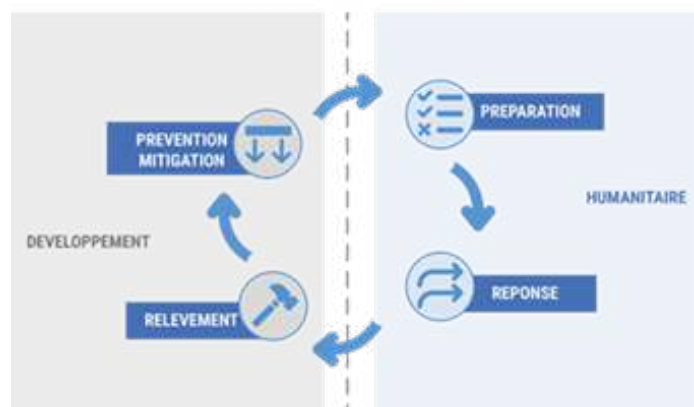 PREVENTION
MITIGATION
PREPARATION
HUMANITAIRE
DEVELOPPEMENT
REPONSE
RELEVEMENT